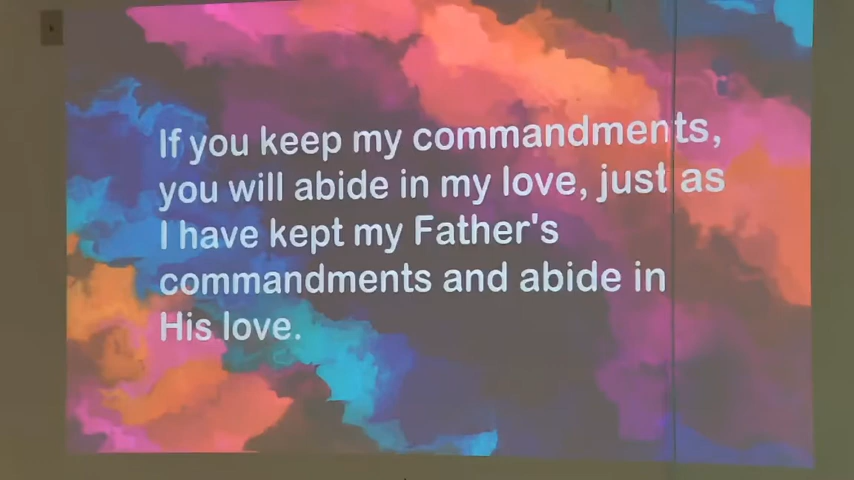 If you keep my commandments,
you will abide in my love, just as
I have kept my Father's
commandments and abide in
His love.